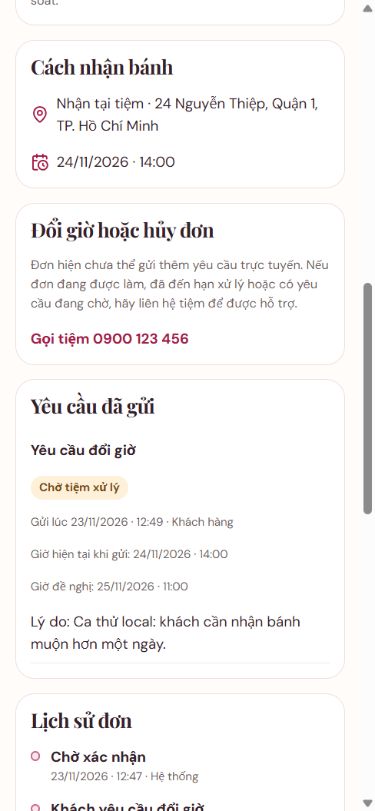 soát.
Cách nhận bánh
Nhận tại tiệm · 24 Nguyễn Thiệp, Quận 1,
TP. Hồ Chí Minh
24/11/2026 · 14:00
Đổi giờ hoặc hủy đơn
Đơn hiện chưa thể gửi thêm yêu cầu trực tuyến. Nếu
đơn đang được làm, đã đến hạn xử lý hoặc có yêu
cầu đang chờ, hãy liên hệ tiệm để được hỗ trợ.
Gọi tiệm 0900 123 456
Yêu cầu đã gửi
Yêu cầu đổi giờ
Chờ tiệm xử lý
Gửi lúc 23/11/2026 · 12:49 · Khách hàng
Giờ hiện tại khi gửi: 24/11/2026 · 14:00
Giờ đề nghị: 25/11/2026 · 11:00
Lý do: Ca thử local: khách cần nhận bánh
muộn hơn một ngày.
Lịch sử đơn
Chờ xác nhận
23/11/2026 · 12:47 · Hệ thống
Khách yêu cầu đổi giờ